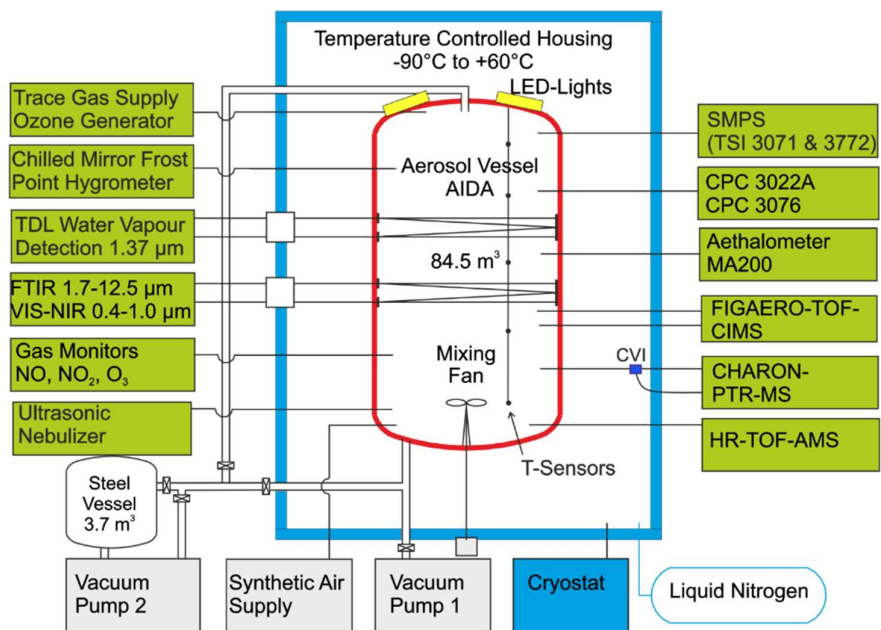 Temperature Controlled Housing
-90°C to +60°C
LED-Lights
Trace Gas Supply
Ozone Generator
Chilled Mirror Frost
Point Hygrometer
TDL Water Vapour
Detection 1.37 µm
FTIR 1.7-12.5 µm
VIS-NIR 0.4-1.0 µm
Gas Monitors
NO, NO₂, O₃
Ultrasonic
Nebulizer
Aerosol Vessel
AIDA
84.5 m³
Mixing
Fan
T-Sensors
SMPS
(TSI 3071 & 3772)
CPC 3022A
CPC 3076
Aethalometer
MA200
FIGAERO-TOF-
CIMS
CVI
CHARON-
PTR-MS
HR-TOF-AMS
Steel
Vessel
3.7 m³
Vacuum
Pump 2
Synthetic Air
Supply
Vacuum
Pump 1
Cryostat
Liquid Nitrogen